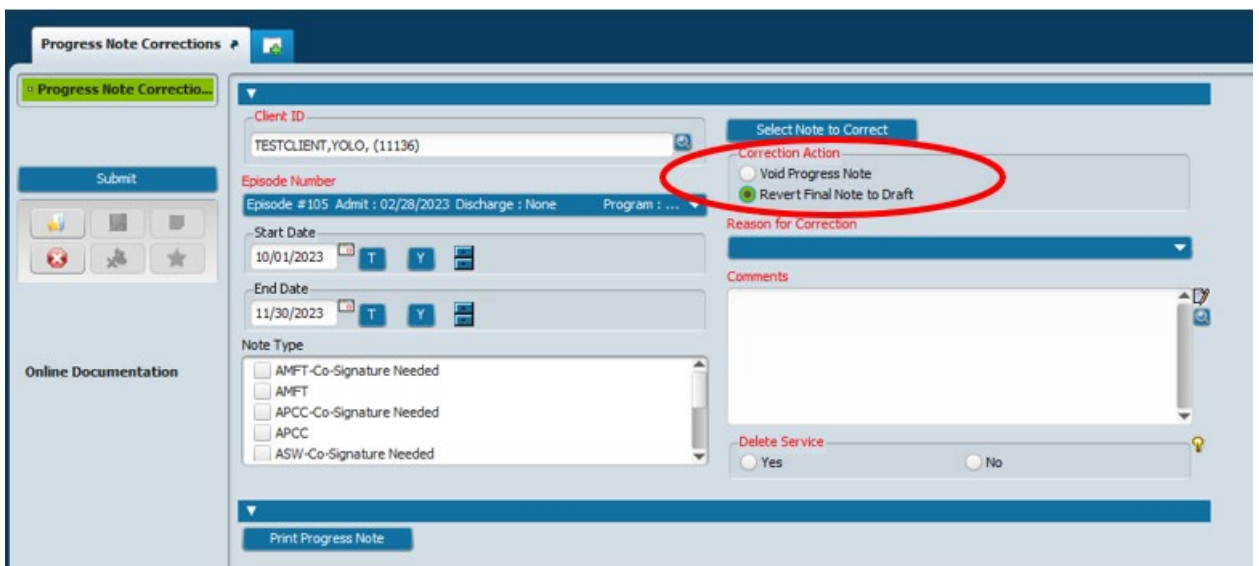 Progress Note Corrections
Progress Note Correctio...
Submit
Online Documentation
Client ID
TESTCLIENT,YOLO, (11136)
Episode Number
Episode #105 Admit : 02/28/2023 Discharge : None Program : ...
Start Date
10/01/2023 T Y
End Date
11/30/2023 T Y
Note Type
AMFT-Co-Signature Needed
AMFT
APCC-Co-Signature Needed
APCC
ASW-Co-Signature Needed
Select Note to Correct
Correction Action
Void Progress Note
Revert Final Note to Draft
Reason for Correction
Comments
Delete Service
Yes No
Print Progress Note